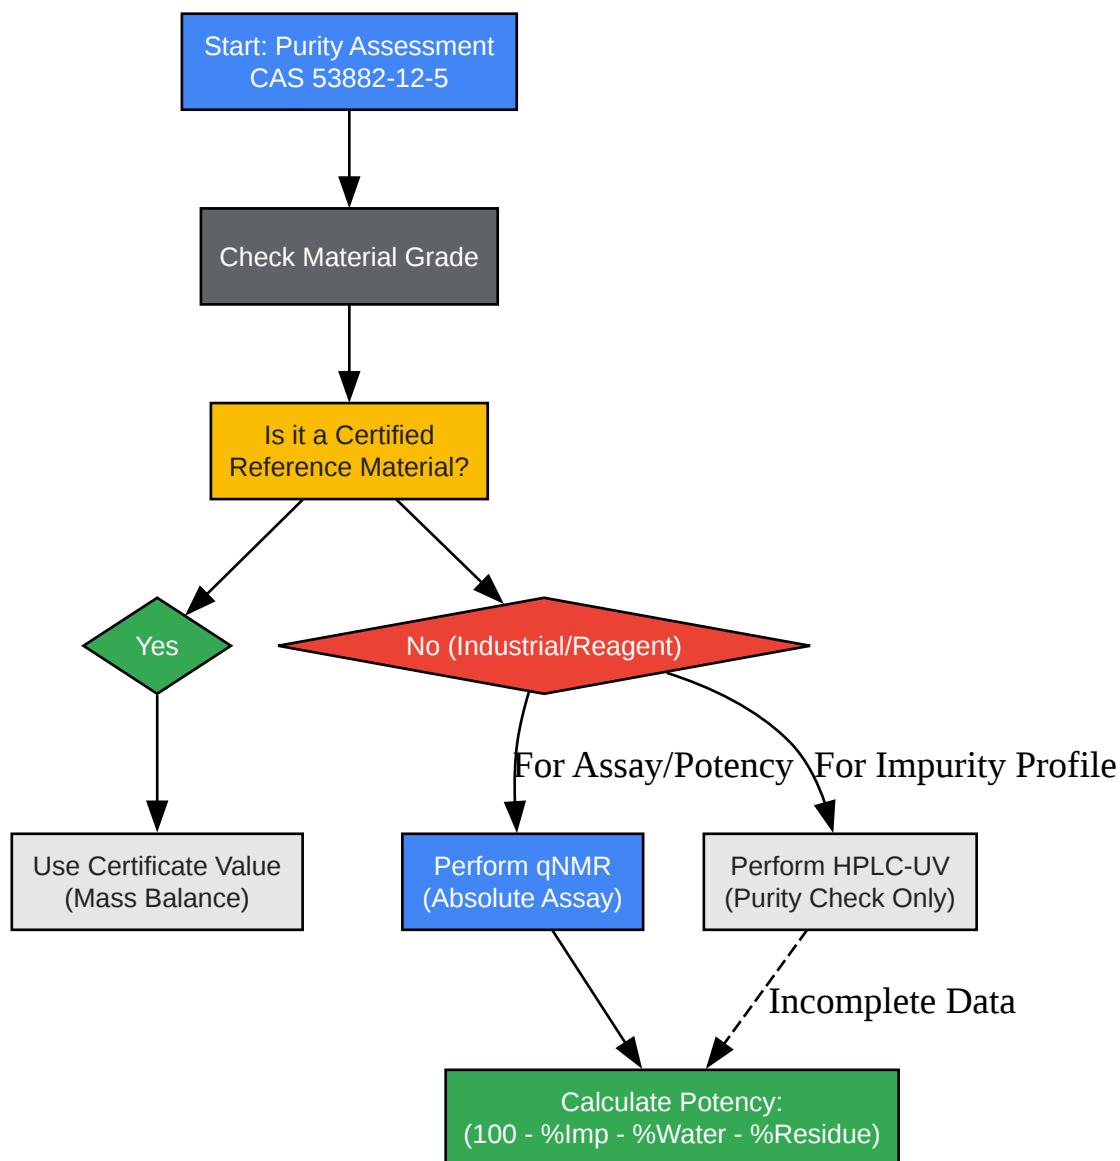 Start: Purity Assessment
CAS 53882-12-5
Check Material Grade
Is it a Certified
Reference Material?
Yes
No (Industrial/Reagent)
For Assay/Potency
For Impurity Profile
Use Certificate Value
(Mass Balance)
Perform qNMR
(Absolute Assay)
Perform HPLC-UV
(Purity Check Only)
Incomplete Data
Calculate Potency:
(100 - %Imp - %Water - %Residue)